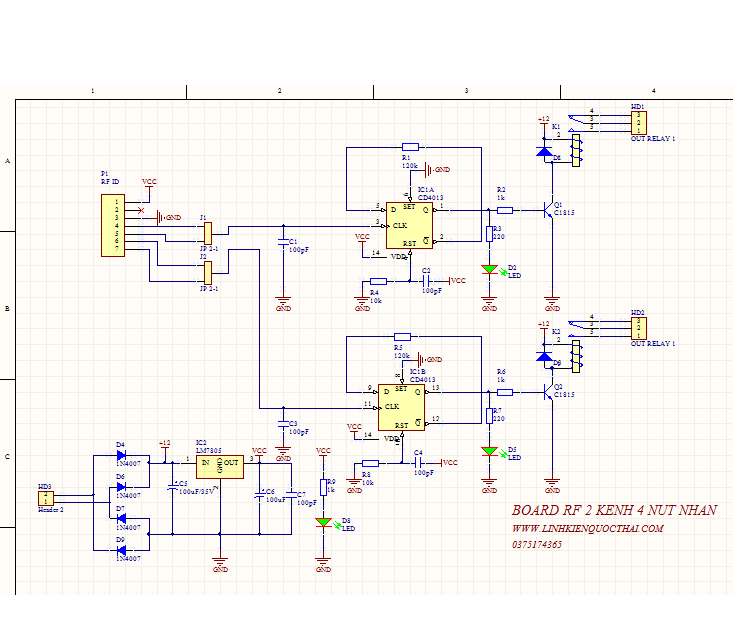 1 2 3 4
A
B
C
P1
RF ID
VCC
1
2
3
4
5
6
7
GND
J1
JP 2-1
J2
JP 2-1
C1
100pF
GND
R1
120k
GND
IC1A
CD4013
6
SET
5 D Q 1
3 CLK
RST Q 2
VCC
14 VDD
R4
10k
GND
C2
100pF
VCC
R2
1k
R3
220
D2
LED
GND
Q1
C1815
GND
+12
K1
2
D1
4
3
5
HD1
3
2
1
OUT RELAY 1
R5
120k
GND
IC1B
CD4013
8
SET
9 D Q 13
11 CLK
RST Q 12
VCC
14 VDD
10
R8
10k
GND
C4
100pF
VCC
C3
100pF
GND
R6
1k
R7
220
D5
LED
GND
Q2
C1815
GND
+12
K2
2
4
3
5
HD2
3
2
1
OUT RELAY 1
HD3
2
1
Header 2
D4
1N4007
D6
1N4007
D7
1N4007
D9
1N4007
+12
C5
100uF/35V
IC2
LM7805
1 IN OUT 3
GND
2
GND
VCC
C6
100uF
C7
100pF
VCC
R9
1k
D8
LED
GND
BOARD RF 2 KENH 4 NUT NHAN
WWW.LINHKIENQUOCTHAI.COM
0375174365